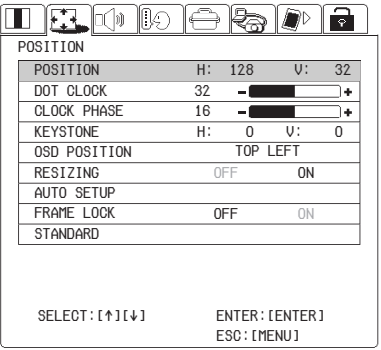 POSITION
POSITION H: 128 V: 32
DOT CLOCK 32 - +
CLOCK PHASE 16 - +
KEYSTONE H: 0 V: 0
OSD POSITION TOP LEFT
RESIZING OFF ON
AUTO SETUP
FRAME LOCK OFF ON
STANDARD
SELECT:[↑][↓] ENTER:[ENTER]
ESC:[MENU]